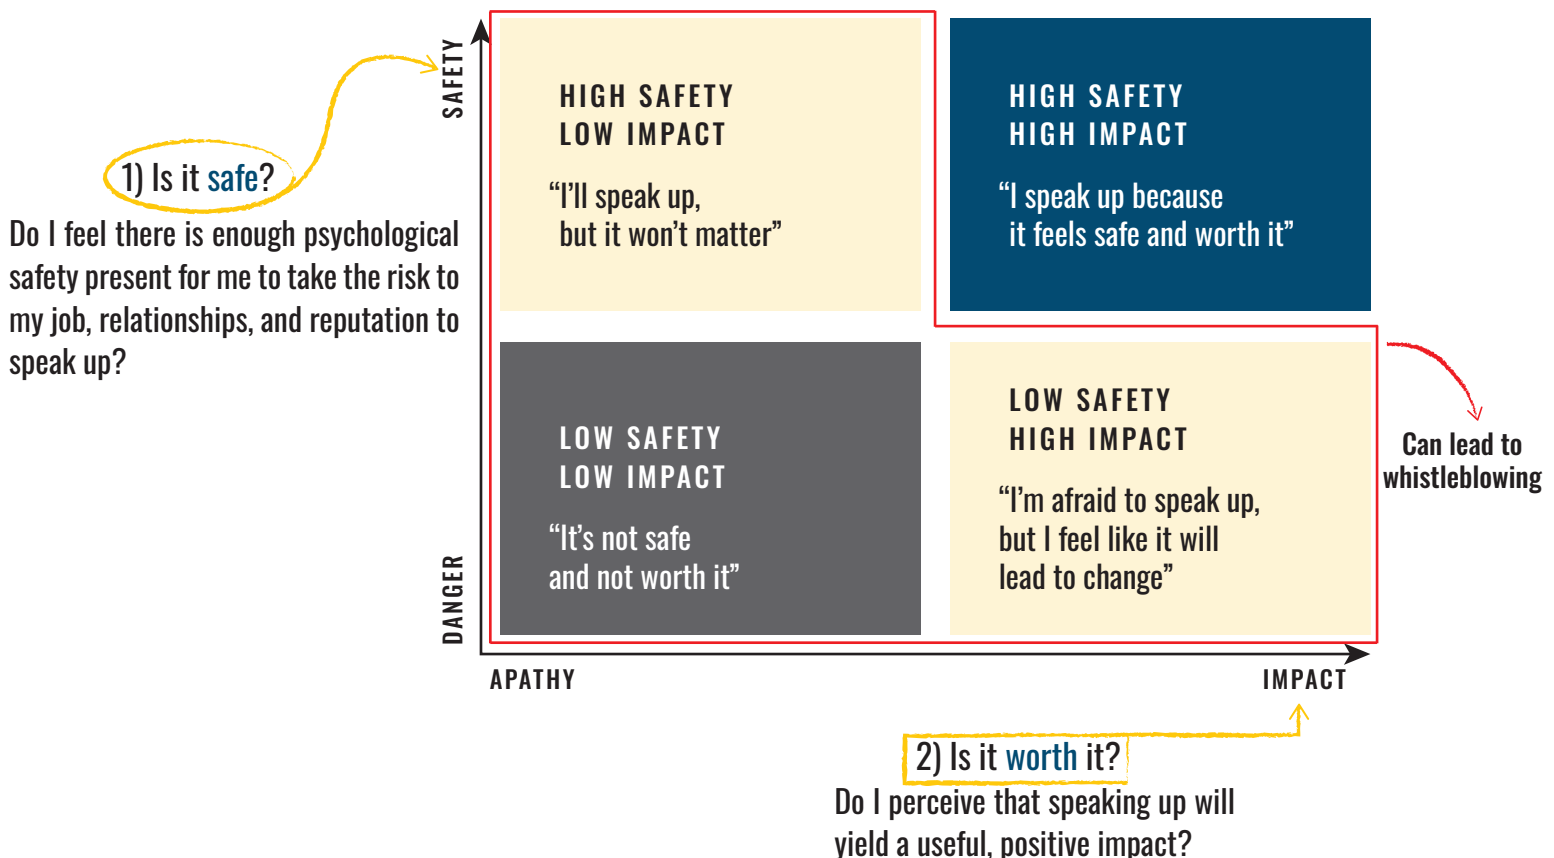 SAFETY
1) Is it safe?
Do I feel there is enough psychological
safety present for me to take the risk to
my job, relationships, and reputation to
speak up?
HIGH SAFETY
LOW IMPACT
“I’ll speak up,
but it won’t matter”
HIGH SAFETY
HIGH IMPACT
“I speak up because
it feels safe and worth it”
DANGER
LOW SAFETY
LOW IMPACT
“It’s not safe
and not worth it”
LOW SAFETY
HIGH IMPACT
“I’m afraid to speak up,
but I feel like it will
lead to change”
Can lead to
whistleblowing
APATHY
IMPACT
2) Is it worth it?
Do I perceive that speaking up will
yield a useful, positive impact?